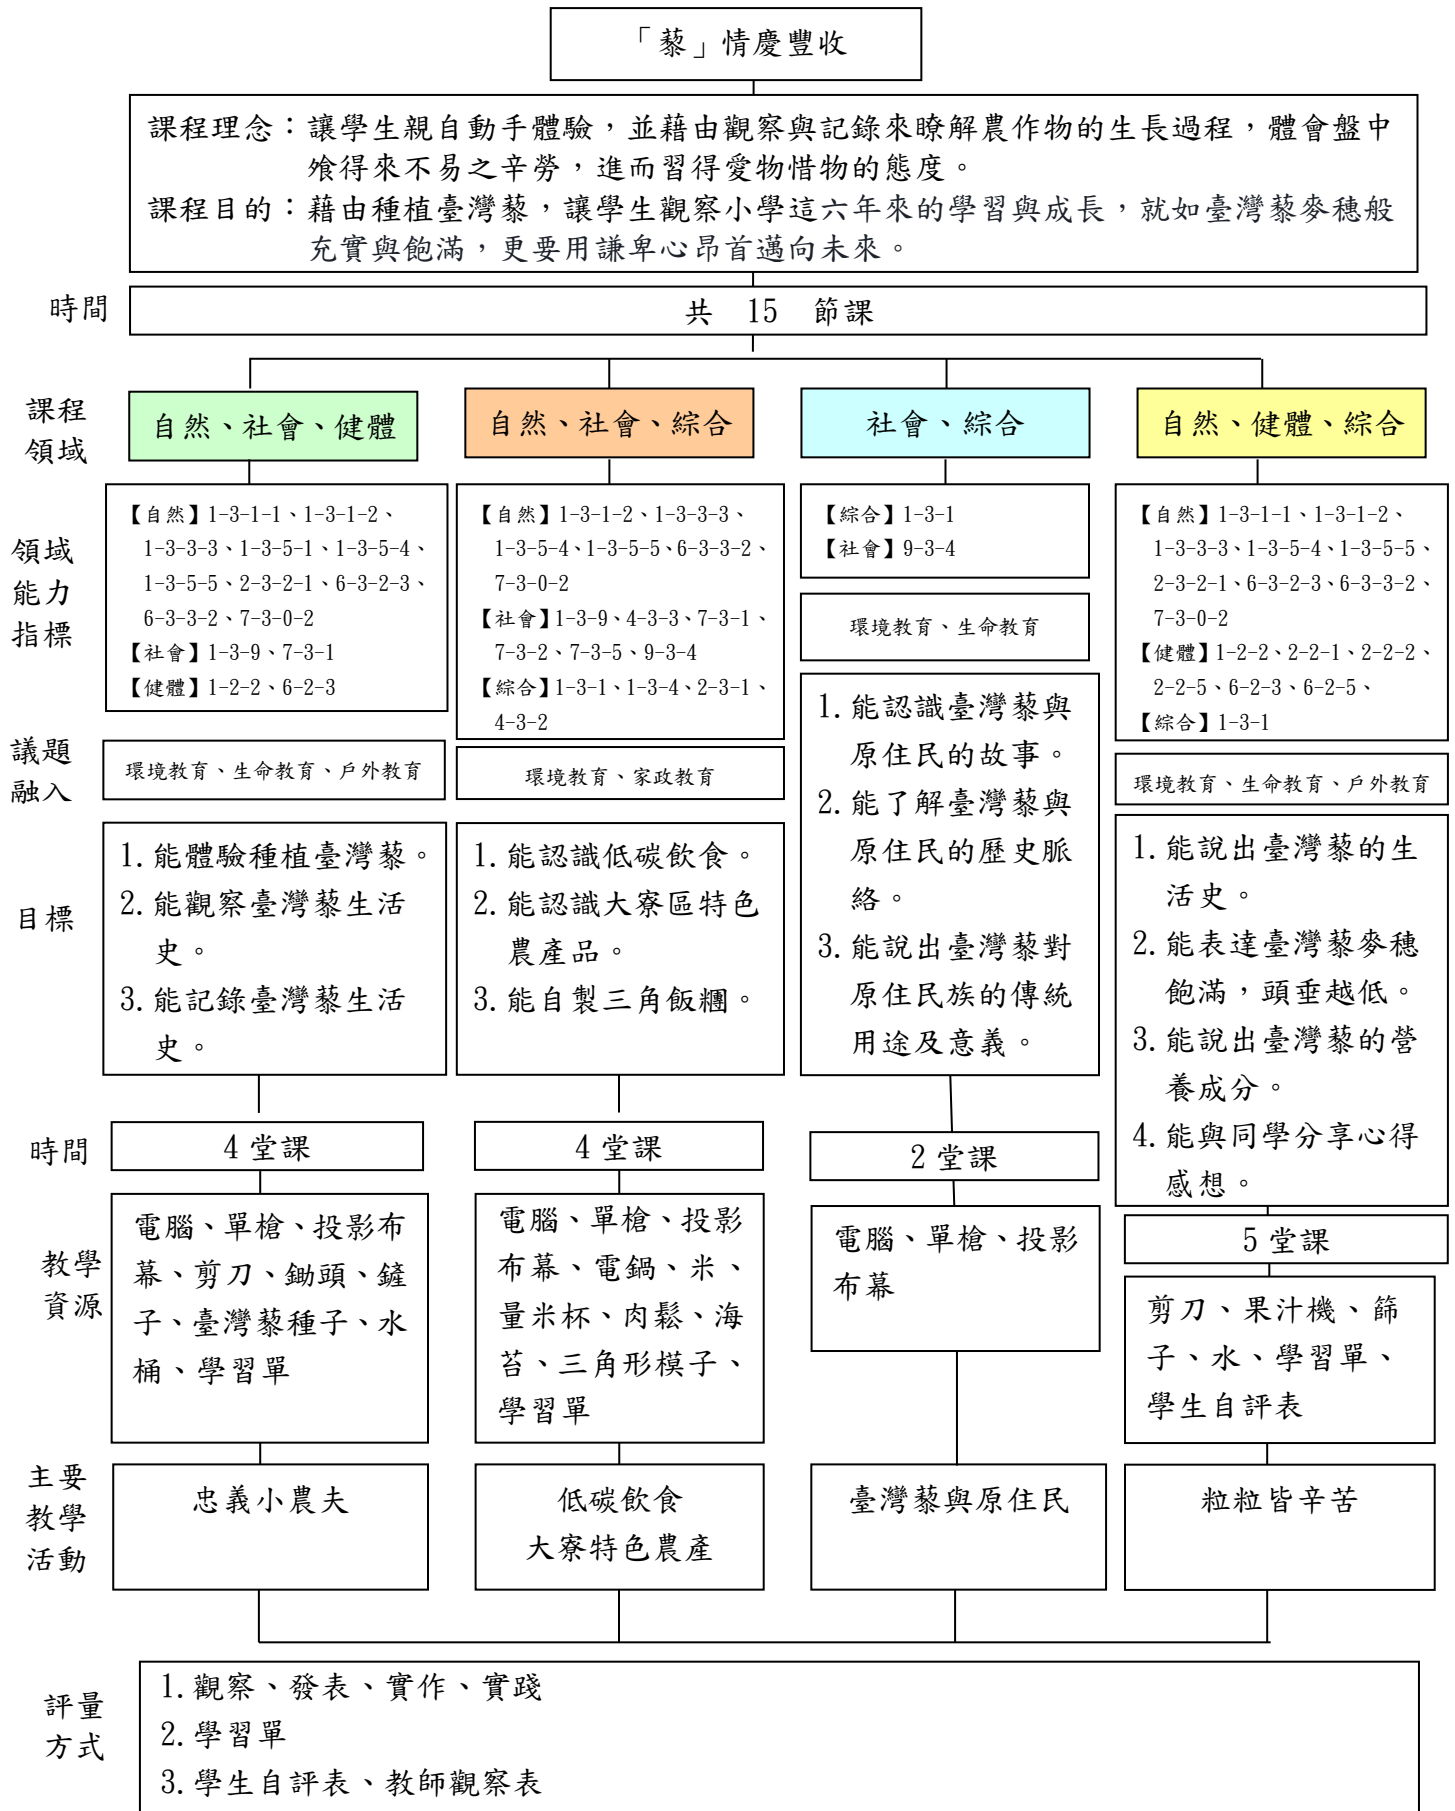 「藜」情慶豐收
課程理念：讓學生親自動手體驗，並藉由觀察與記錄來瞭解農作物的生長過程，體會盤中
飧得來不易之辛勞，進而習得愛物惜物的態度。
課程目的：藉由種植臺灣藜，讓學生觀察小學這六年來的學習與成長，就如臺灣藜麥穗般
充實與飽滿，更要用謙卑心昂首邁向未來。
時間
共 15 節課
課程
領域
自然、社會、健體
自然、社會、綜合
社會、綜合
自然、健體、綜合
領域
能力
指標
【自然】1-3-1-1、1-3-1-2、
1-3-3-3、1-3-5-1、1-3-5-4、
1-3-5-5、2-3-2-1、6-3-2-3、
6-3-3-2、7-3-0-2
【社會】1-3-9、7-3-1
【健體】1-2-2、6-2-3
【自然】1-3-1-2、1-3-3-3、
1-3-5-4、1-3-5-5、6-3-3-2、
7-3-0-2
【社會】1-3-9、4-3-3、7-3-1、
7-3-2、7-3-5、9-3-4
【綜合】1-3-1、1-3-4、2-3-1、
4-3-2
【綜合】1-3-1
【社會】9-3-4
【自然】1-3-1-1、1-3-1-2、
1-3-3-3、1-3-5-4、1-3-5-5、
2-3-2-1、6-3-2-3、6-3-3-2、
7-3-0-2
【健體】1-2-2、2-2-1、2-2-2、
2-2-5、6-2-3、6-2-5、
【綜合】1-3-1
議題
融入
環境教育、生命教育、戶外教育
環境教育、家政教育
環境教育、生命教育
環境教育、生命教育、戶外教育
目標
1.能體驗種植臺灣藜。
2.能觀察臺灣藜生活
史。
3.能記錄臺灣藜生活
史。
1.能認識低碳飲食。
2.能認識大寮區特色
農產品。
3.能自製三角飯糰。
1.能認識臺灣藜與
原住民的故事。
2.能了解臺灣藜與
原住民的歷史脈
絡。
3.能說出臺灣藜對
原住民族的傳統
用途及意義。
1.能說出臺灣藜的生
活史。
2.能表達臺灣藜麥穗
飽滿，頭垂越低。
3.能說出臺灣藜的營
養成分。
4.能與同學分享心得
感想。
時間
4 堂課
4 堂課
2 堂課
5 堂課
教學
資源
電腦、單槍、投影布
幕、剪刀、鋤頭、鏟
子、臺灣藜種子、水
桶、學習單
電腦、單槍、投影
布幕、電鍋、米、
量米杯、肉鬆、海
苔、三角形模子、
學習單
電腦、單槍、投影
布幕
剪刀、果汁機、篩
子、水、學習單、
學生自評表
主要
教學
活動
忠義小農夫
低碳飲食
大寮特色農產
臺灣藜與原住民
粒粒皆辛苦
評量
方式
1.觀察、發表、實作、實踐
2.學習單
3.學生自評表、教師觀察表